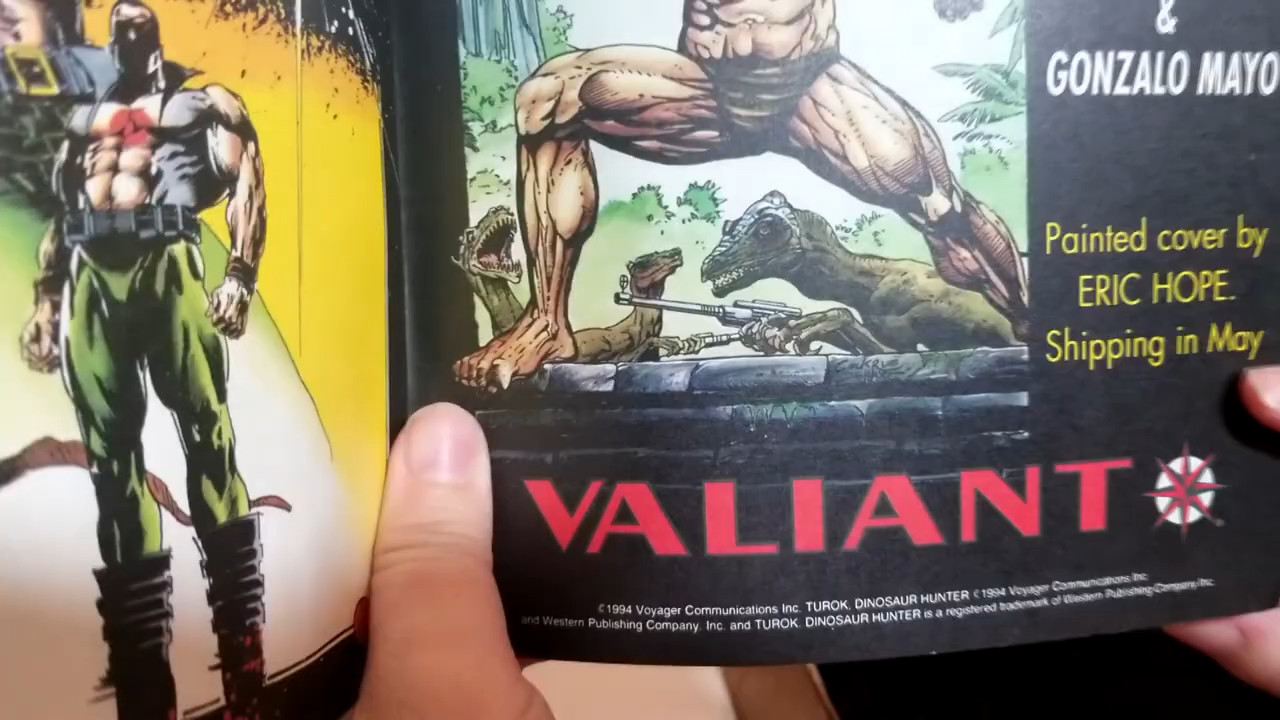 &
GONZALO MAYO
Painted cover by
ERIC HOPE.
Shipping in May
VALIANT
©1994 Voyager Communications Inc. TUROK, DINOSAUR HUNTER ©1994 Voyager Communications Inc.
and Western Publishing Company, Inc. and TUROK, DINOSAUR HUNTER is a registered trademark of Western Publishing Company Inc.